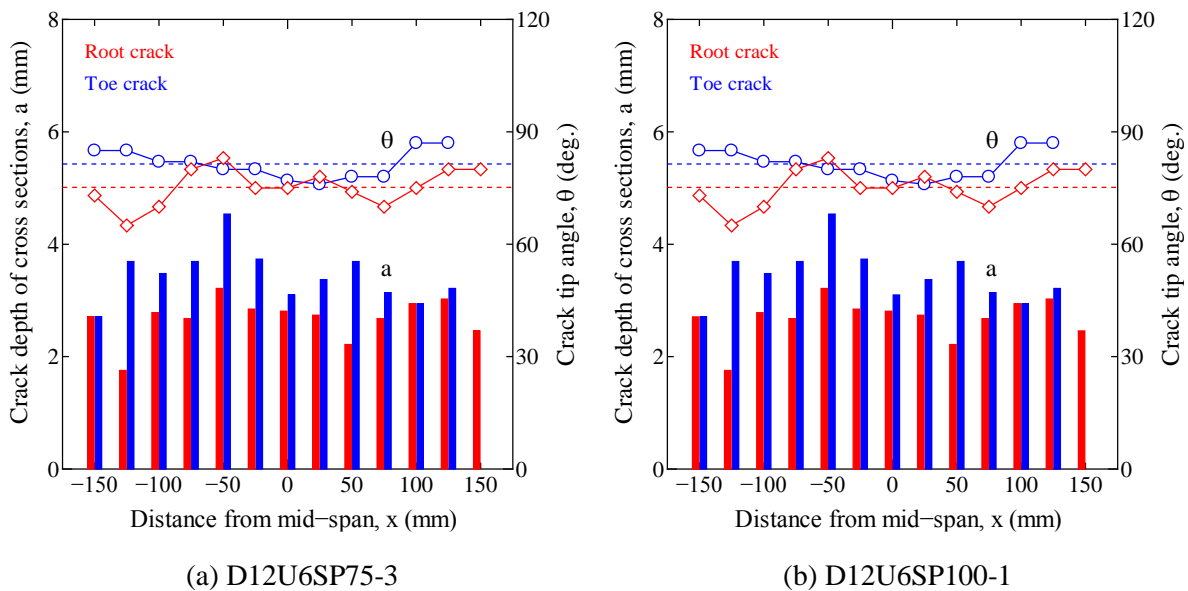 8
6
4
2
0
Crack depth of cross sections, a (mm)
Root crack
Toe crack
θ
a
120
90
60
30
0
Crack tip angle, θ (deg.)
−150 −100 −50 0 50 100 150
Distance from mid−span, x (mm)
(a) D12U6SP75-3
8
6
4
2
0
Crack depth of cross sections, a (mm)
Root crack
Toe crack
θ
a
120
90
60
30
0
Crack tip angle, θ (deg.)
−150 −100 −50 0 50 100 150
Distance from mid−span, x (mm)
(b) D12U6SP100-1